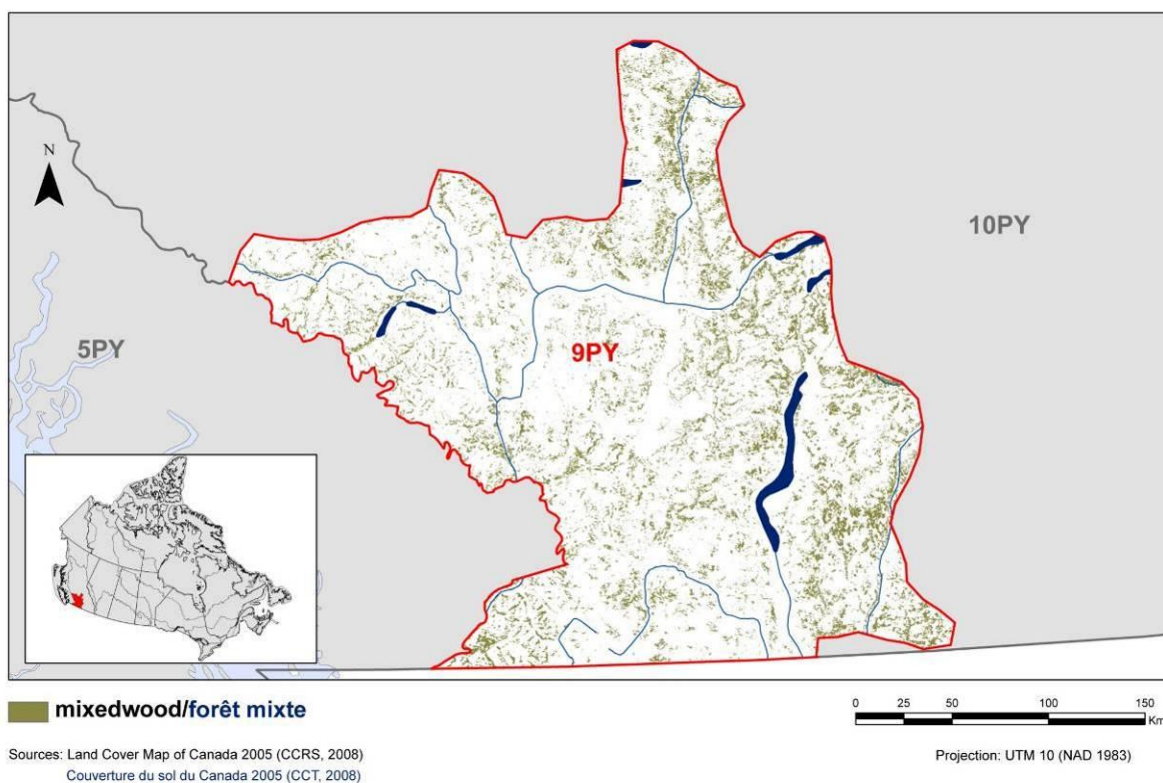 N
10PY
5PY
9PY
mixedwood/forêt mixte
0 25 50 100 150
Km
Sources: Land Cover Map of Canada 2005 (CCRS, 2008)
Projection: UTM 10 (NAD 1983)
Couverture du sol du Canada 2005 (CCT, 2008)